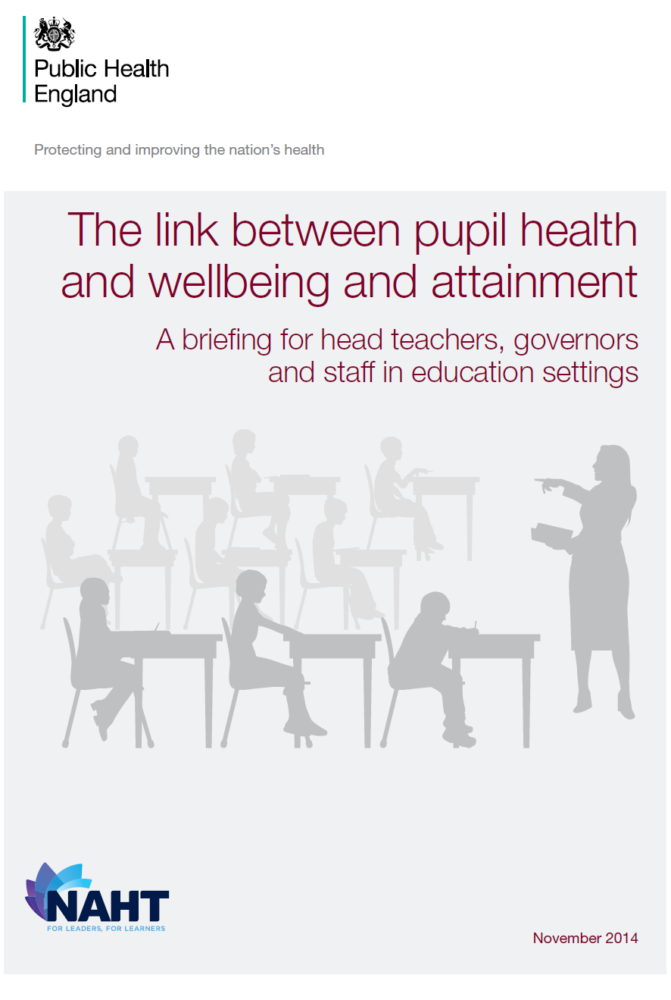 Public Health
England
Protecting and improving the nation’s health
The link between pupil health
and wellbeing and attainment
A briefing for head teachers, governors
and staff in education settings
NAHT
FOR LEADERS, FOR LEARNERS
November 2014